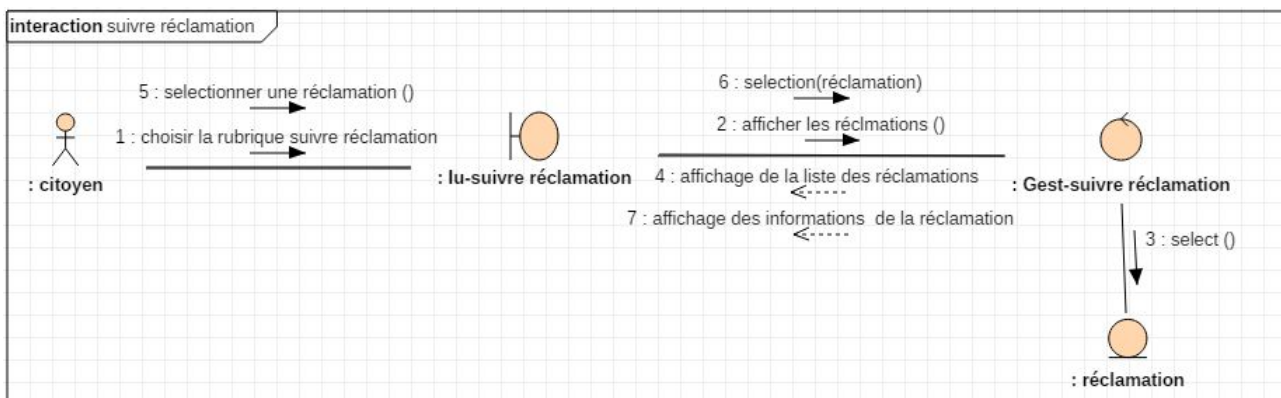 interaction suivre réclamation
5 : selectionner une réclamation ()
6 : selection(réclamation)
1 : choisir la rubrique suivre réclamation
2 : afficher les réclmations ()
: citoyen
: Iu-suivre réclamation
4 : affichage de la liste des réclamations
: Gest-suivre réclamation
7 : affichage des informations de la réclamation
3 : select ()
: réclamation